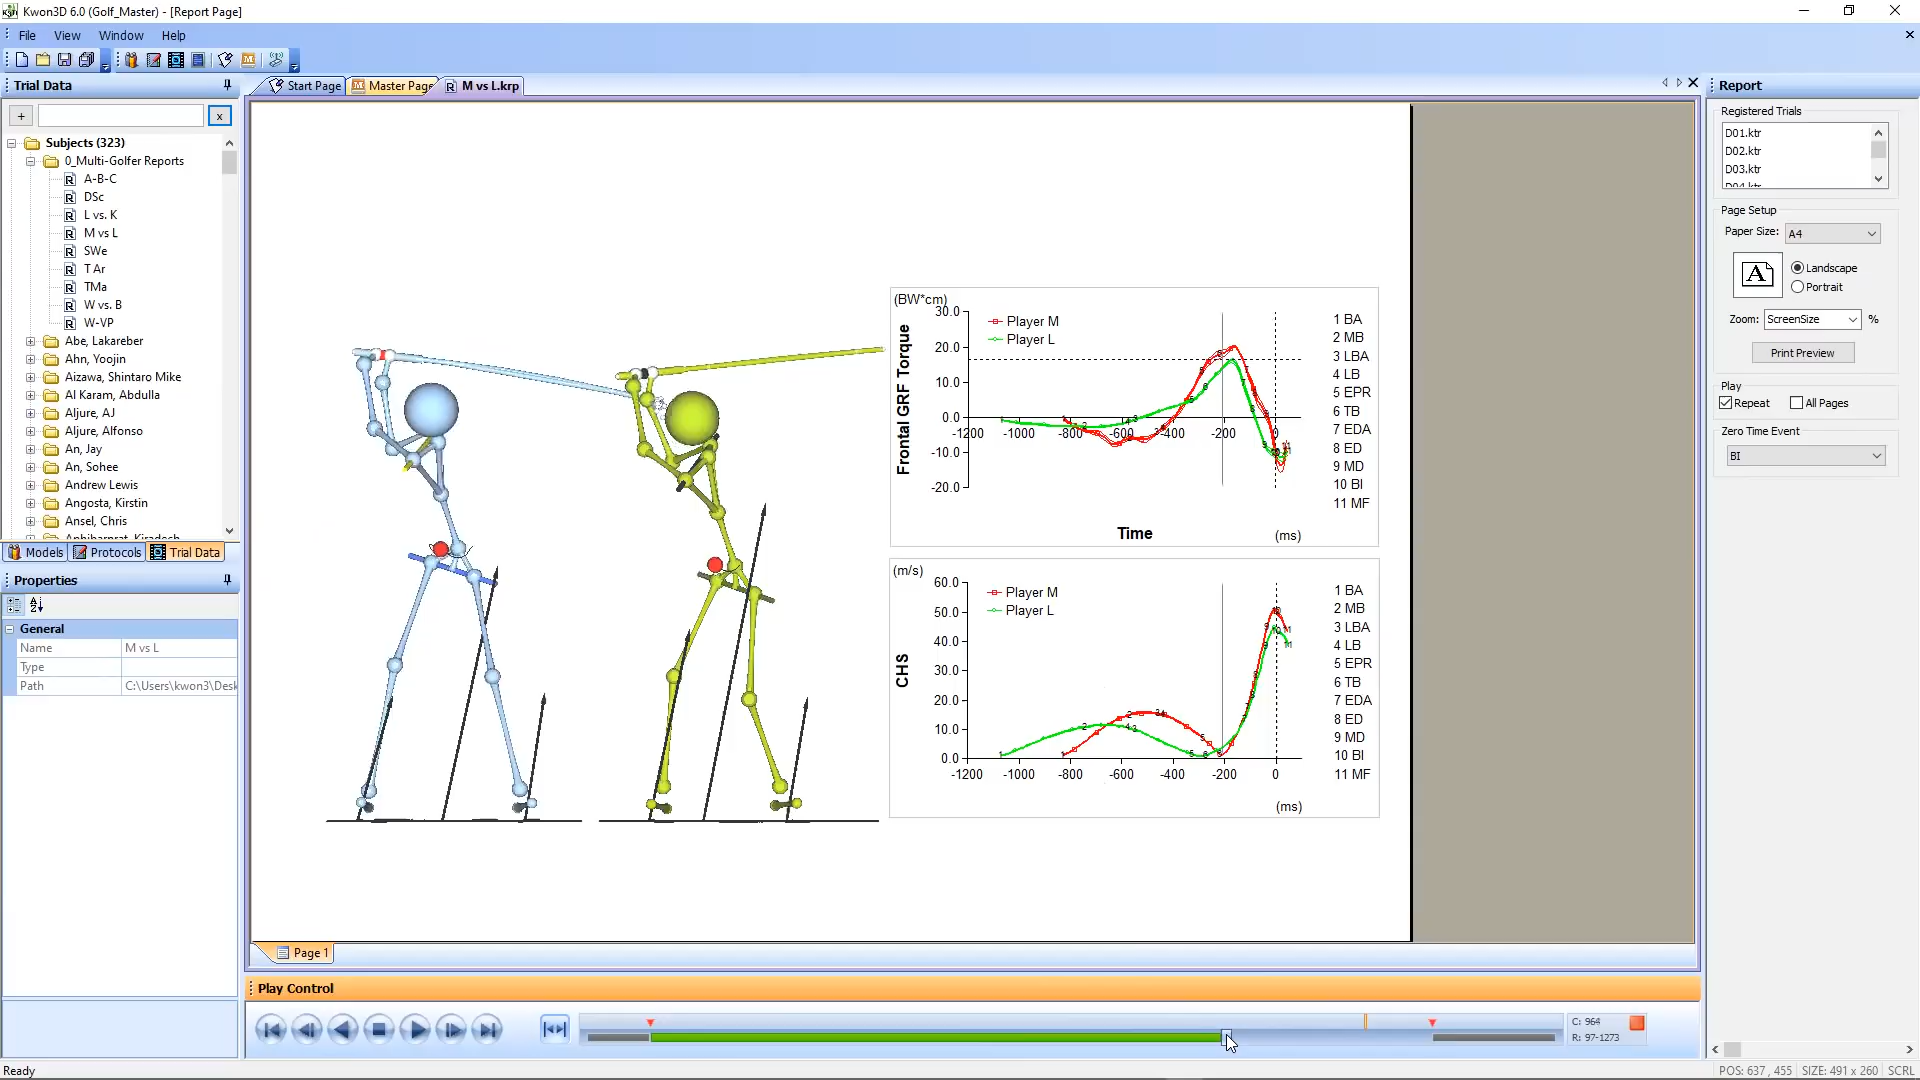 Kwon3D 6.0 (Golf_Master) - [Report Page]
File View Window Help
Trial Data
Start Page
Master Page
M vs L.krp
Report
+
x
Subjects (323)
0_Multi-Golfer Reports
A-B-C
DSc
L vs. K
M vs L
SWe
T Ar
TMa
W vs. B
W-VP
Abe, Lakareber
Ahn, Yoojin
Aizawa, Shintaro Mike
Al Karam, Abdulla
Aljure, AJ
Aljure, Alfonso
An, Jay
An, Sohee
Andrew Lewis
Angosta, Kirstin
Ansel, Chris
Models Protocols Trial Data
Properties
General
Name M vs L
Type
Path C:\Users\kwon3\Desk
(BW*cm)
Frontal GRF Torque
30.0
20.0
10.0
0.0
-10.0
-20.0
-1200 -1000 -800 -600 -400 -200 0
Player M
Player L
Time
(ms)
1 BA
2 MB
3 LBA
4 LB
5 EPR
6 TB
7 EDA
8 ED
9 MD
10 BI
11 MF
(m/s)
CHS
60.0
50.0
40.0
30.0
20.0
10.0
0.0
-1200 -1000 -800 -600 -400 -200 0
Player M
Player L
(ms)
1 BA
2 MB
3 LBA
4 LB
5 EPR
6 TB
7 EDA
8 ED
9 MD
10 BI
11 MF
Page 1
Play Control
C: 964
R: 97-1273
Registered Trials
D01.ktr
D02.ktr
D03.ktr
D04.ktr
Page Setup
Paper Size: A4
A
Landscape
Portrait
Zoom: ScreenSize %
Print Preview
Play
Repeat All Pages
Zero Time Event
BI
Ready
POS: 637, 455 SIZE: 491 x 260 SCRL